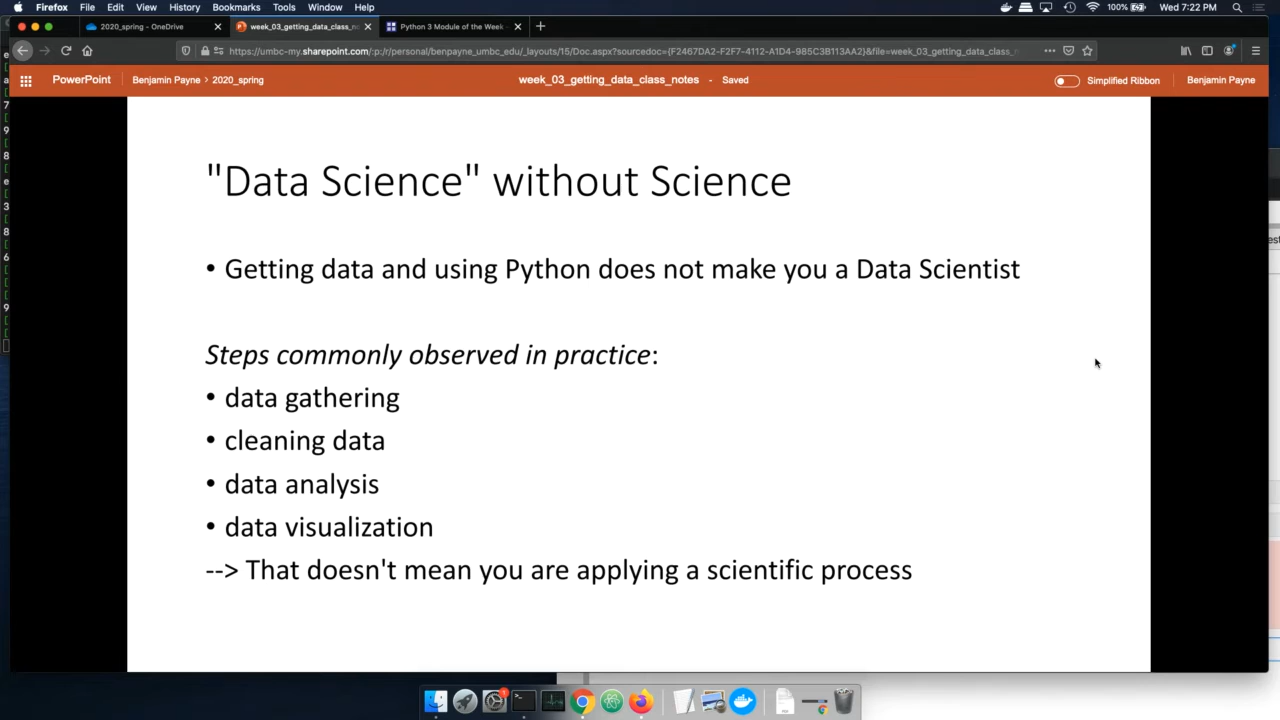 Firefox File Edit View History Bookmarks Tools Window Help 100% Wed 7:22 PM
2020_spring - OneDrive week_03_getting_data_class_no Python 3 Module of the Week
https://umbc-my.sharepoint.com/:p:/r/personal/benpayne_umbc_edu/_layouts/15/Doc.aspx?sourcedoc={F2467DA2-F2F7-4112-A1D4-985C3B113AA2}&file=week_03_getting_data_class_n
PowerPoint Benjamin Payne > 2020_spring week_03_getting_data_class_notes - Saved Simplified Ribbon Benjamin Payne
"Data Science" without Science
• Getting data and using Python does not make you a Data Scientist
Steps commonly observed in practice:
• data gathering
• cleaning data
• data analysis
• data visualization
--> That doesn't mean you are applying a scientific process